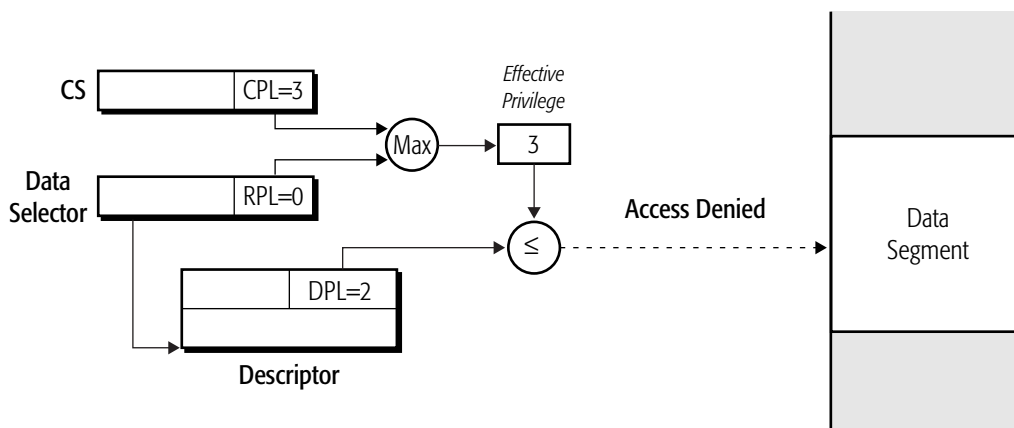 Effective
Privilege
CS
CPL=3
Max
3
Data
Selector
RPL=0
Access Denied
Data
Segment
≤
DPL=2
Descriptor